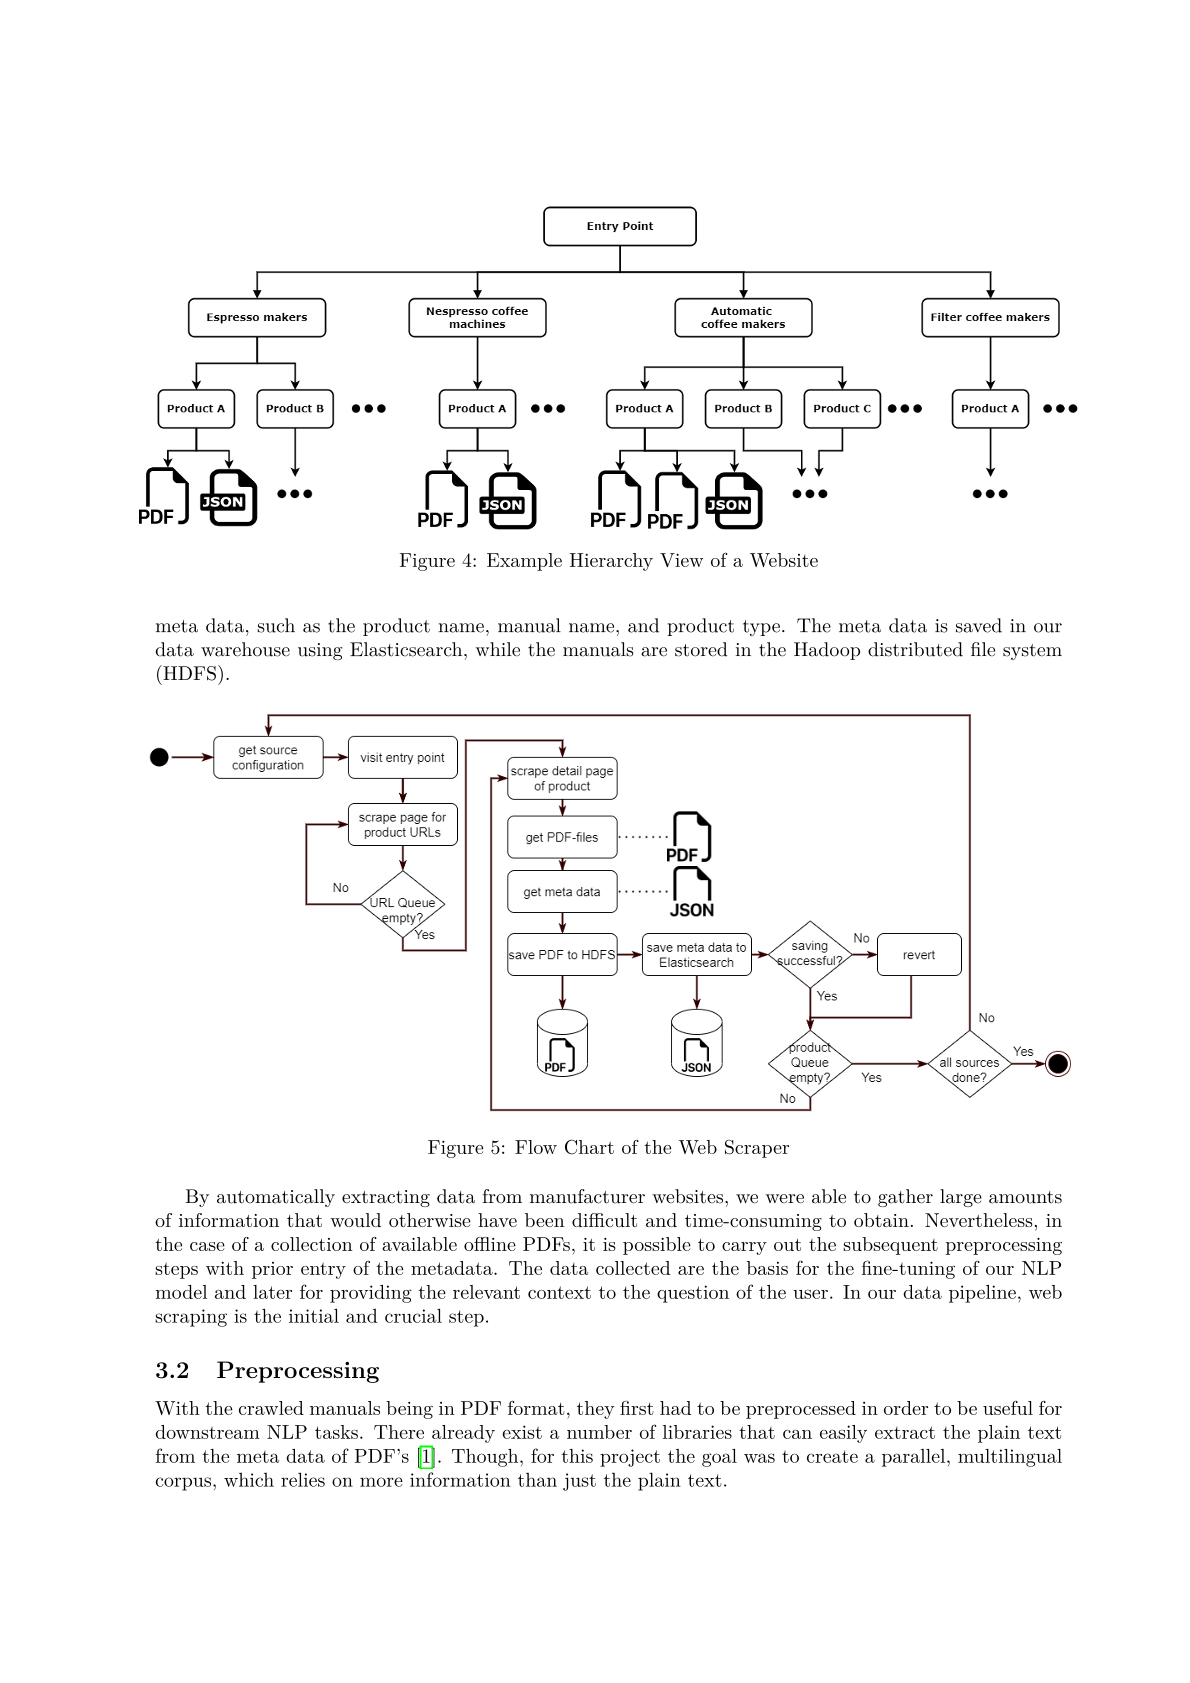 Entry Point
Espresso makers
Nespresso coffee
machines
Automatic
coffee makers
Filter coffee makers
Product A
Product B
Product A
Product A
Product B
Product C
Product A
PDF
JSON
PDF
JSON
PDF
PDF
JSON
Figure 4: Example Hierarchy View of a Website
meta data, such as the product name, manual name, and product type. The meta data is saved in our
data warehouse using Elasticsearch, while the manuals are stored in the Hadoop distributed file system
(HDFS).
get source
configuration
visit entry point
scrape page for
product URLs
No
URL Queue
empty?
Yes
scrape detail page
of product
get PDF-files
PDF
get meta data
JSON
save PDF to HDFS
save meta data to
Elasticsearch
saving
successful?
No
revert
Yes
PDF
JSON
product
Queue
empty?
Yes
No
all sources
done?
No
Yes
Figure 5: Flow Chart of the Web Scraper
By automatically extracting data from manufacturer websites, we were able to gather large amounts
of information that would otherwise have been difficult and time-consuming to obtain. Nevertheless, in
the case of a collection of available offline PDFs, it is possible to carry out the subsequent preprocessing
steps with prior entry of the metadata. The data collected are the basis for the fine-tuning of our NLP
model and later for providing the relevant context to the question of the user. In our data pipeline, web
scraping is the initial and crucial step.
3.2 Preprocessing
With the crawled manuals being in PDF format, they first had to be preprocessed in order to be useful for
downstream NLP tasks. There already exist a number of libraries that can easily extract the plain text
from the meta data of PDF's [1]. Though, for this project the goal was to create a parallel, multilingual
corpus, which relies on more information than just the plain text.